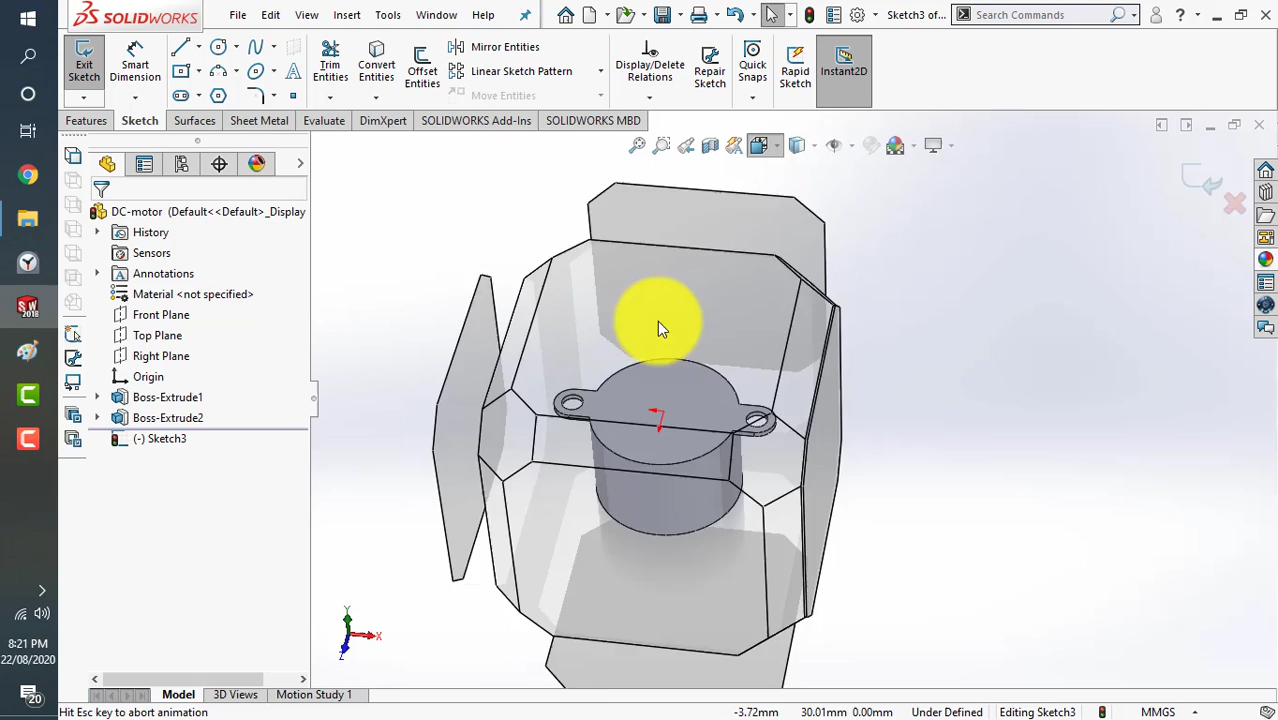 SOLIDWORKS
File
Edit
View
Insert
Tools
Window
Help
Sketch3 of...
Search Commands
?
Exit Sketch
Smart Dimension
Trim Entities
Convert Entities
Offset Entities
Mirror Entities
Linear Sketch Pattern
Move Entities
Display/Delete Relations
Repair Sketch
Quick Snaps
Rapid Sketch
Instant2D
Features
Sketch
Surfaces
Sheet Metal
Evaluate
DimXpert
SOLIDWORKS Add-Ins
SOLIDWORKS MBD
DC-motor (Default<<Default>_Display
History
Sensors
Annotations
Material <not specified>
Front Plane
Top Plane
Right Plane
Origin
Boss-Extrude1
Boss-Extrude2
(-) Sketch3
SW
2018
Y
X
Z
8:21 PM
22/08/2020
20
Model
3D Views
Motion Study 1
Hit Esc key to abort animation
-3.72mm
30.01mm 0.00mm
Under Defined
Editing Sketch3
MMGS